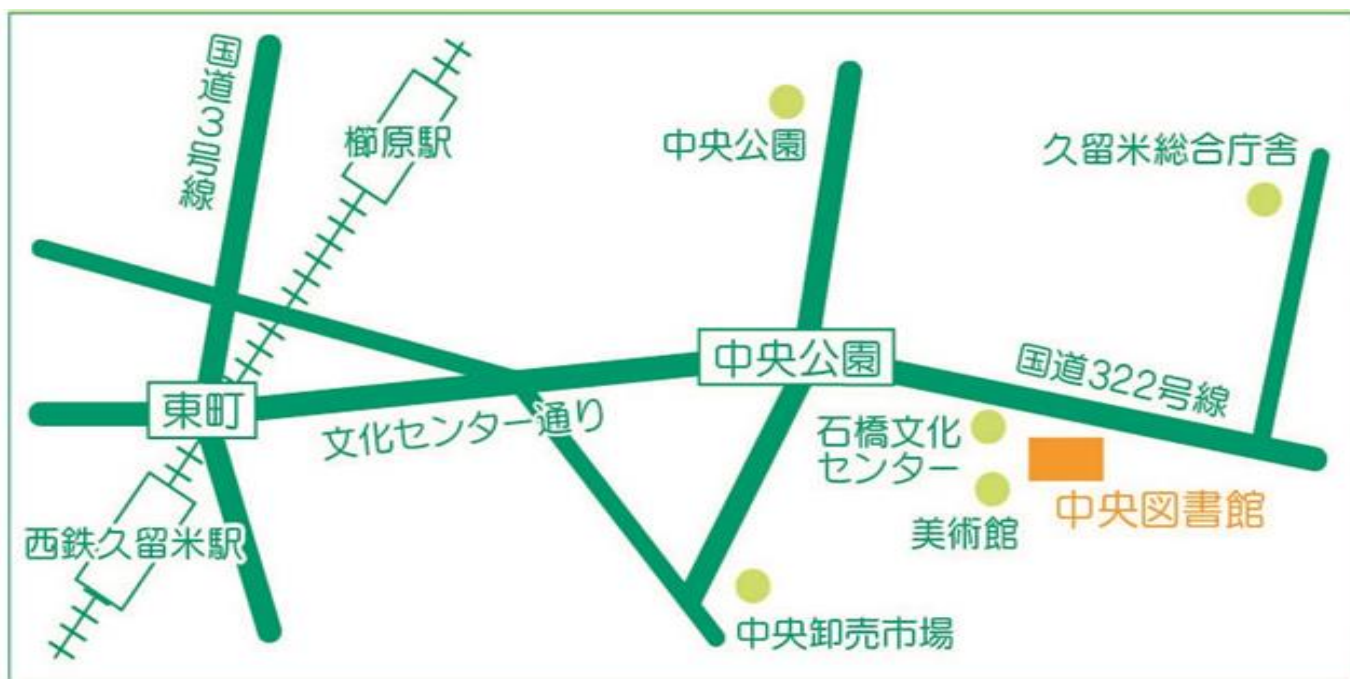 国道3号線
櫛原駅
中央公園
久留米総合庁舎
中央公園
国道322号線
東町
文化センター通り
石橋文化
センター
中央図書館
美術館
西鉄久留米駅
中央卸売市場